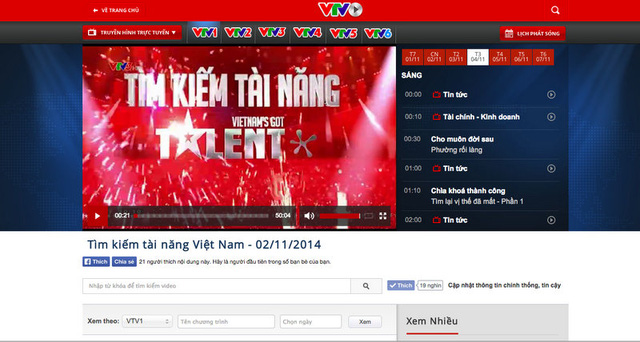 VỀ TRANG CHỦ
VTV
TRUYỀN HÌNH TRỰC TUYẾN
VTV1 VTV2 VTV3 VTV4 VTV5 VTV6
LỊCH PHÁT SÓNG
TÌM KIẾM TÀI NĂNG
VIETNAM'S GOT
TALENT
00:21
50:04
T7 CN T2 T3 T4 T5 T6
01/11 02/11 03/11 04/11 05/11 06/11 07/11
SÁNG
00:00 Tin tức
00:10 Tài chính - Kinh doanh
00:30 Cho muôn đời sau
Phường rối làng
01:00 Tin tức
01:10 Chìa khoá thành công
Tìm lại vị thế đã mất - Phần 1
02:00 Tin tức
Tìm kiếm tài năng Việt Nam - 02/11/2014
Thích Chia sẻ 21 người thích nội dung này. Hãy là người đầu tiên trong số bạn bè của bạn.
Nhập từ khóa để tìm kiếm video
Thích 19 nghìn Cập nhật thông tin chính thống, tin cậy
Xem theo: VTV1 Tên chương trình Chọn ngày Xem
Xem Nhiều